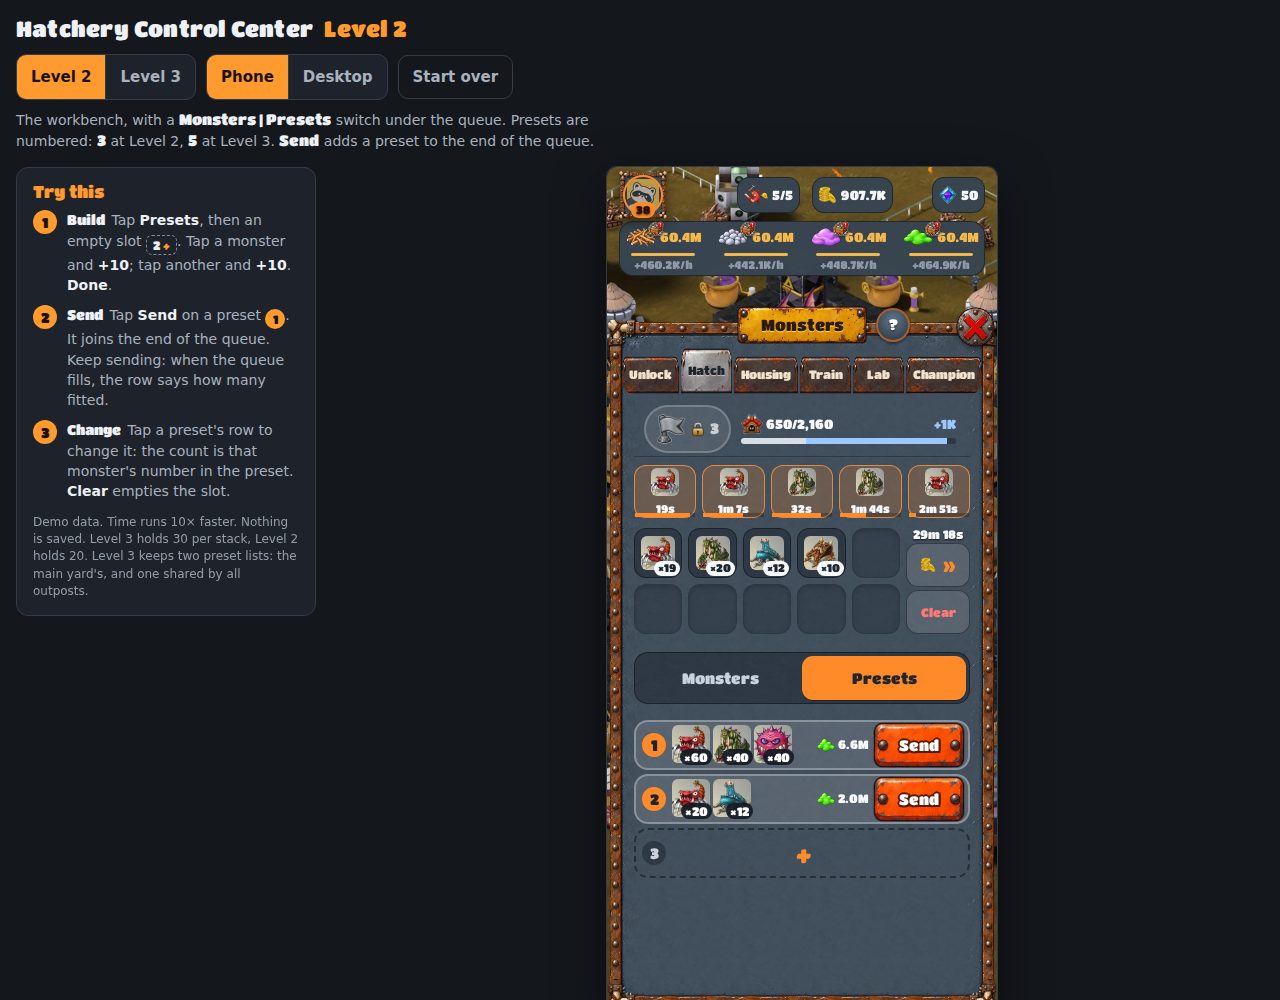 Hatchery Control Center Level 2
Level 2 Level 3 Phone Desktop Start over
The workbench, with a Monsters | Presets switch under the queue. Presets are
numbered: 3 at Level 2, 5 at Level 3. Send adds a preset to the end of the queue.
Try this
1 Build Tap Presets, then an
empty slot 2 +. Tap a monster
and +10; tap another and +10.
Done.
2 Send Tap Send on a preset 1.
It joins the end of the queue.
Keep sending: when the queue
fills, the row says how many
fitted.
3 Change Tap a preset's row to
change it: the count is that
monster's number in the preset.
Clear empties the slot.
Demo data. Time runs 10× faster. Nothing
is saved. Level 3 holds 30 per stack, Level 2
holds 20. Level 3 keeps two preset lists: the
main yard's, and one shared by all
outposts.
38 5/5 907.7K 50
60.4M 60.4M 60.4M 60.4M
+460.2K/h +442.1K/h +448.7K/h +464.9K/h
Monsters ?
Unlock Hatch Housing Train Lab Champion
3 650/2,160 +1K
19s 1m 7s 32s 1m 44s 2m 51s
29m 18s
×19 ×20 ×12 ×10
Clear
Monsters Presets
1 ×60 ×40 ×40 6.6M Send
2 ×20 ×12 2.0M Send
3 +